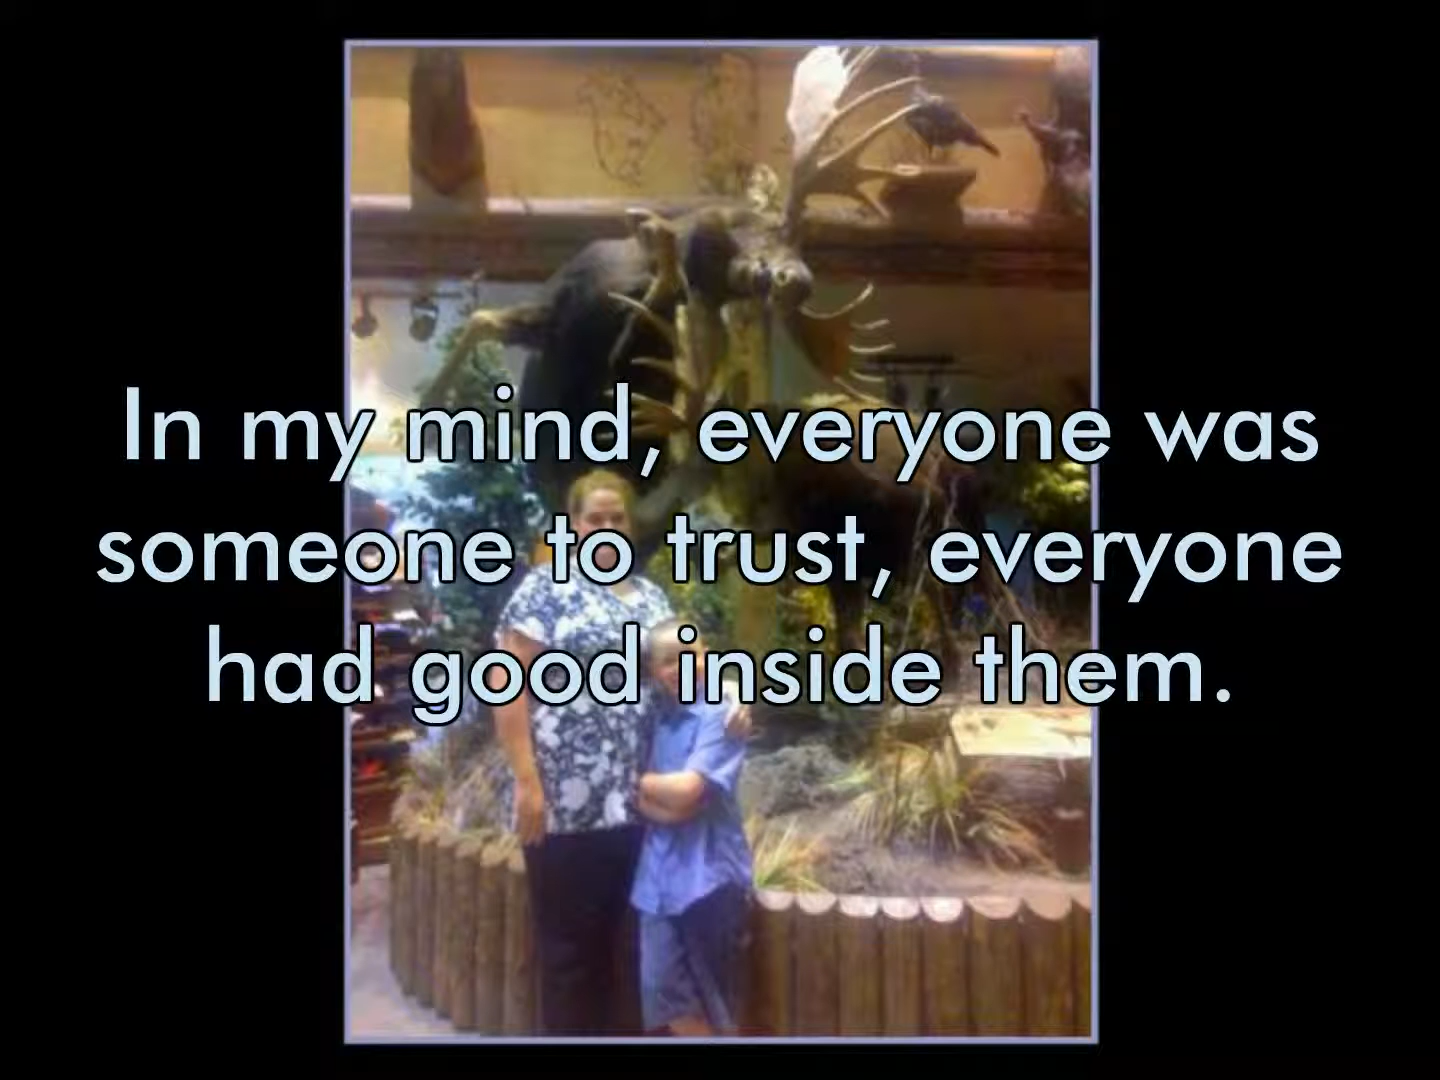 In my mind, everyone was
someone to trust, everyone
had good inside them.